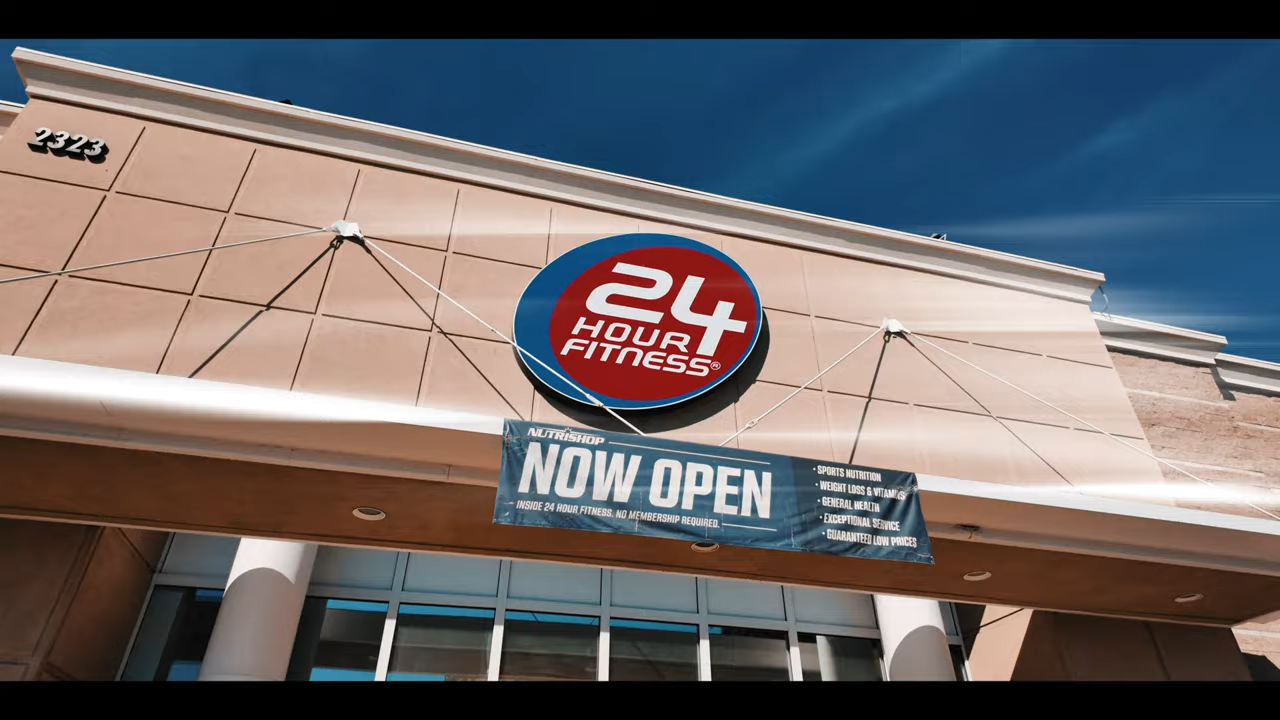 2323
24
HOUR
FITNESS®
NUTRISHOP
NOW OPEN
INSIDE 24 HOUR FITNESS. NO MEMBERSHIP REQUIRED.
• SPORTS NUTRITION
• WEIGHT LOSS & VITAMINS
• GENERAL HEALTH
• EXCEPTIONAL SERVICE
• GUARANTEED LOW PRICES